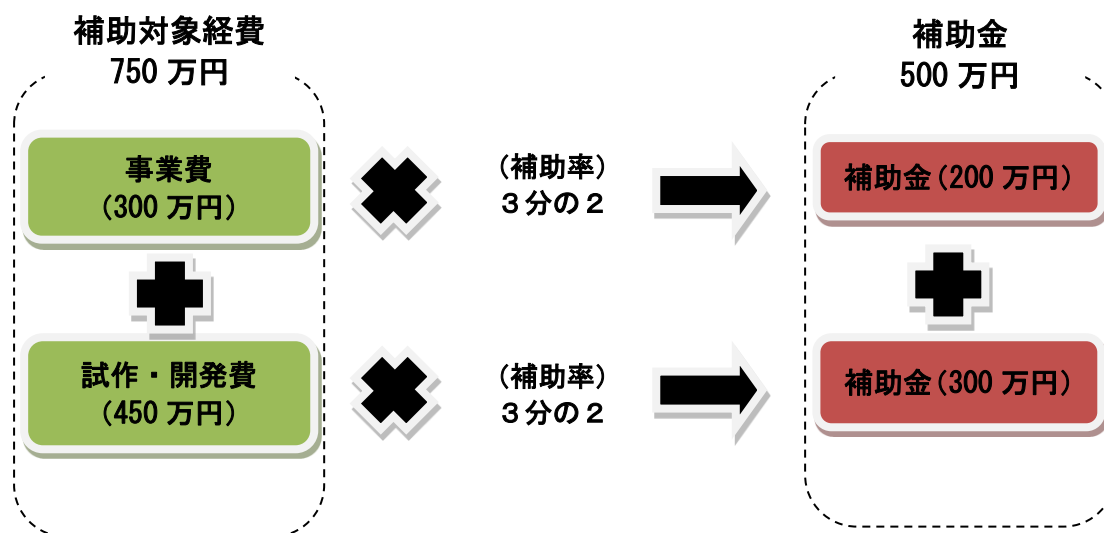 補助対象経費
750 万円
補助金
500 万円
事業費
(300 万円)
(補助率)
3分の2
補助金(200 万円)
試作・開発費
(450 万円)
(補助率)
3分の2
補助金(300 万円)